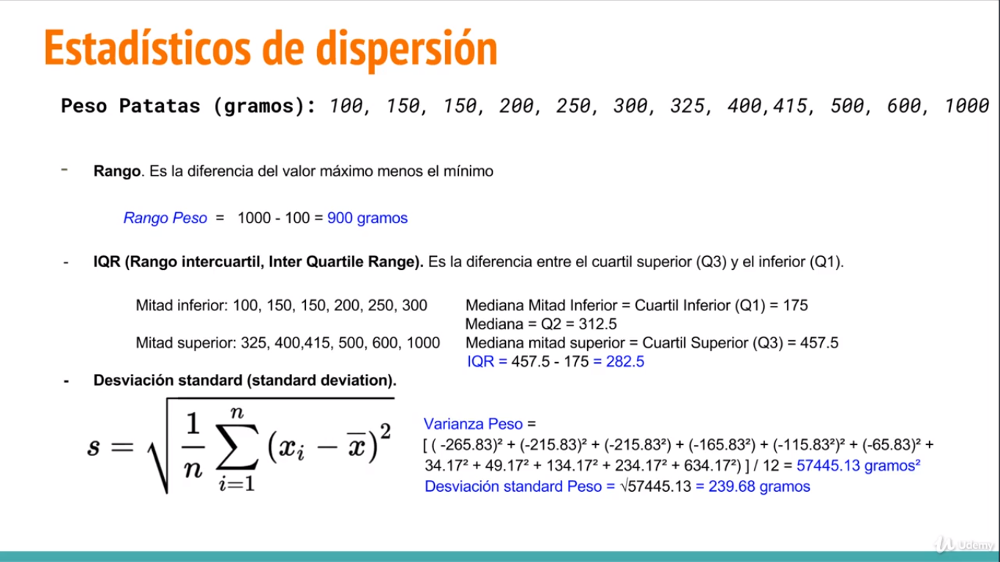 Estadísticos de dispersión
Peso Patatas (gramos): 100, 150, 150, 200, 250, 300, 325, 400,415, 500, 600, 1000
- Rango. Es la diferencia del valor máximo menos el mínimo
Rango Peso = 1000 - 100 = 900 gramos
- IQR (Rango intercuartil, Inter Quartile Range). Es la diferencia entre el cuartil superior (Q3) y el inferior (Q1).
Mitad inferior: 100, 150, 150, 200, 250, 300
Mitad superior: 325, 400,415, 500, 600, 1000
Mediana Mitad Inferior = Cuartil Inferior (Q1) = 175
Mediana = Q2 = 312.5
Mediana mitad superior = Cuartil Superior (Q3) = 457.5
IQR = 457.5 - 175 = 282.5
- Desviación standard (standard deviation).
s = √(1/n ∑ⁿᵢ₌₁ (xᵢ − x̅)²)
Varianza Peso =
[ ( -265.83)² + (-215.83)² + (-215.83²) + (-165.83²) + (-115.83²)² + (-65.83)² +
34.17² + 49.17² + 134.17² + 234.17² + 634.17²) ] / 12 = 57445.13 gramos²
Desviación standard Peso = √57445.13 = 239.68 gramos
Udemy